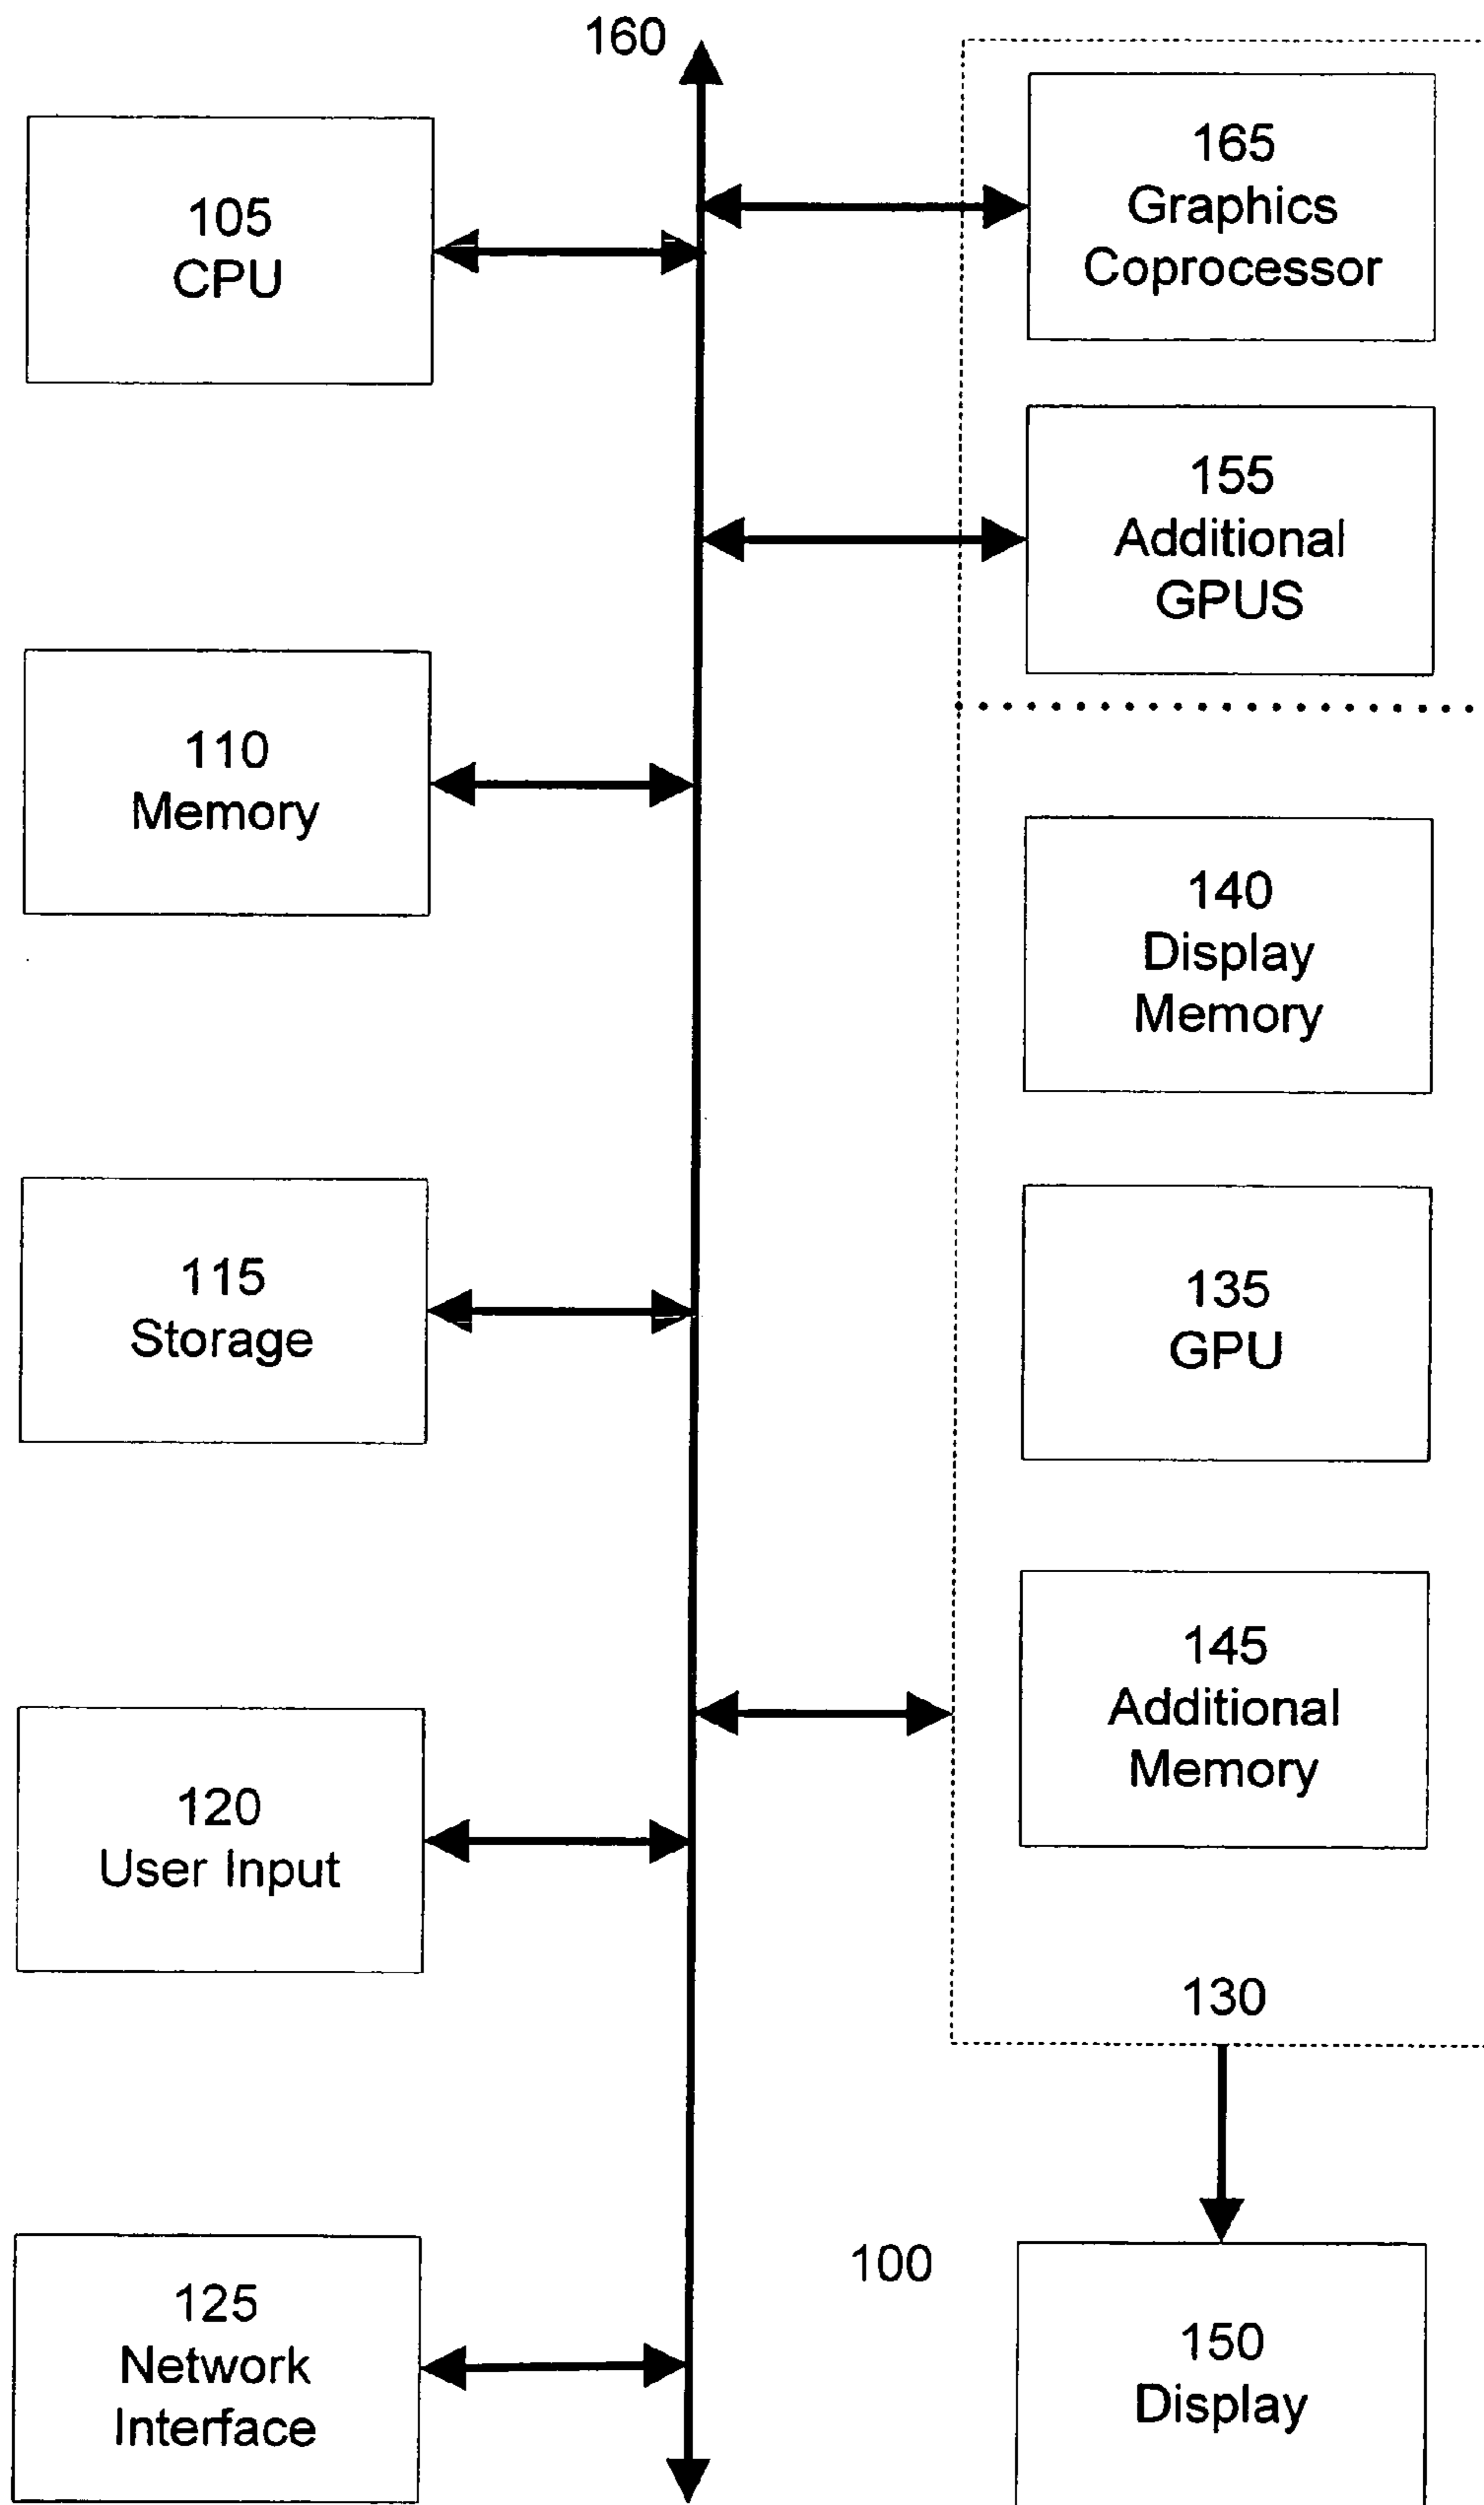 160
105
CPU
110
Memory
115
Storage
120
User Input
125
Network
Interface
165
Graphics
Coprocessor
155
Additional
GPUS
140
Display
Memory
135
GPU
145
Additional
Memory
130
100
150
Display